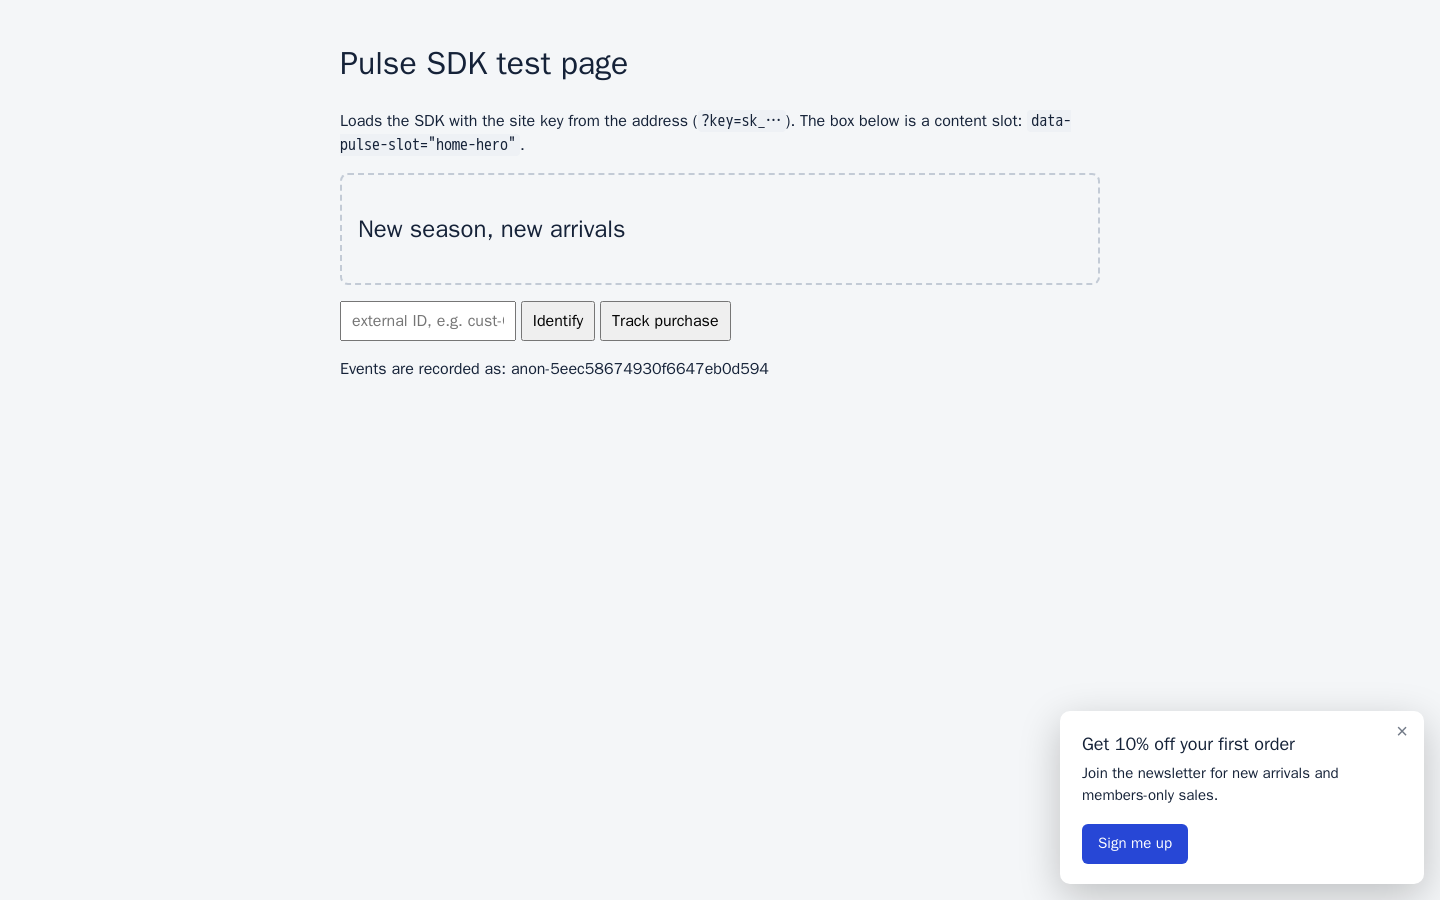 Pulse SDK test page
Loads the SDK with the site key from the address ( ?key=sk_… ). The box below is a content slot: data-
pulse-slot="home-hero" .
New season, new arrivals
external ID, e.g. cust- Identify Track purchase
Events are recorded as: anon-5eec58674930f6647eb0d594
×
Get 10% off your first order
Join the newsletter for new arrivals and
members-only sales.
Sign me up